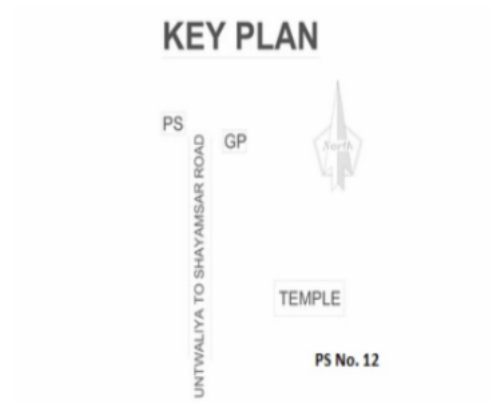 KEY PLAN
PS
GP
North
UNTWALIYA TO SHAYAMSAR ROAD
TEMPLE
PS No. 12